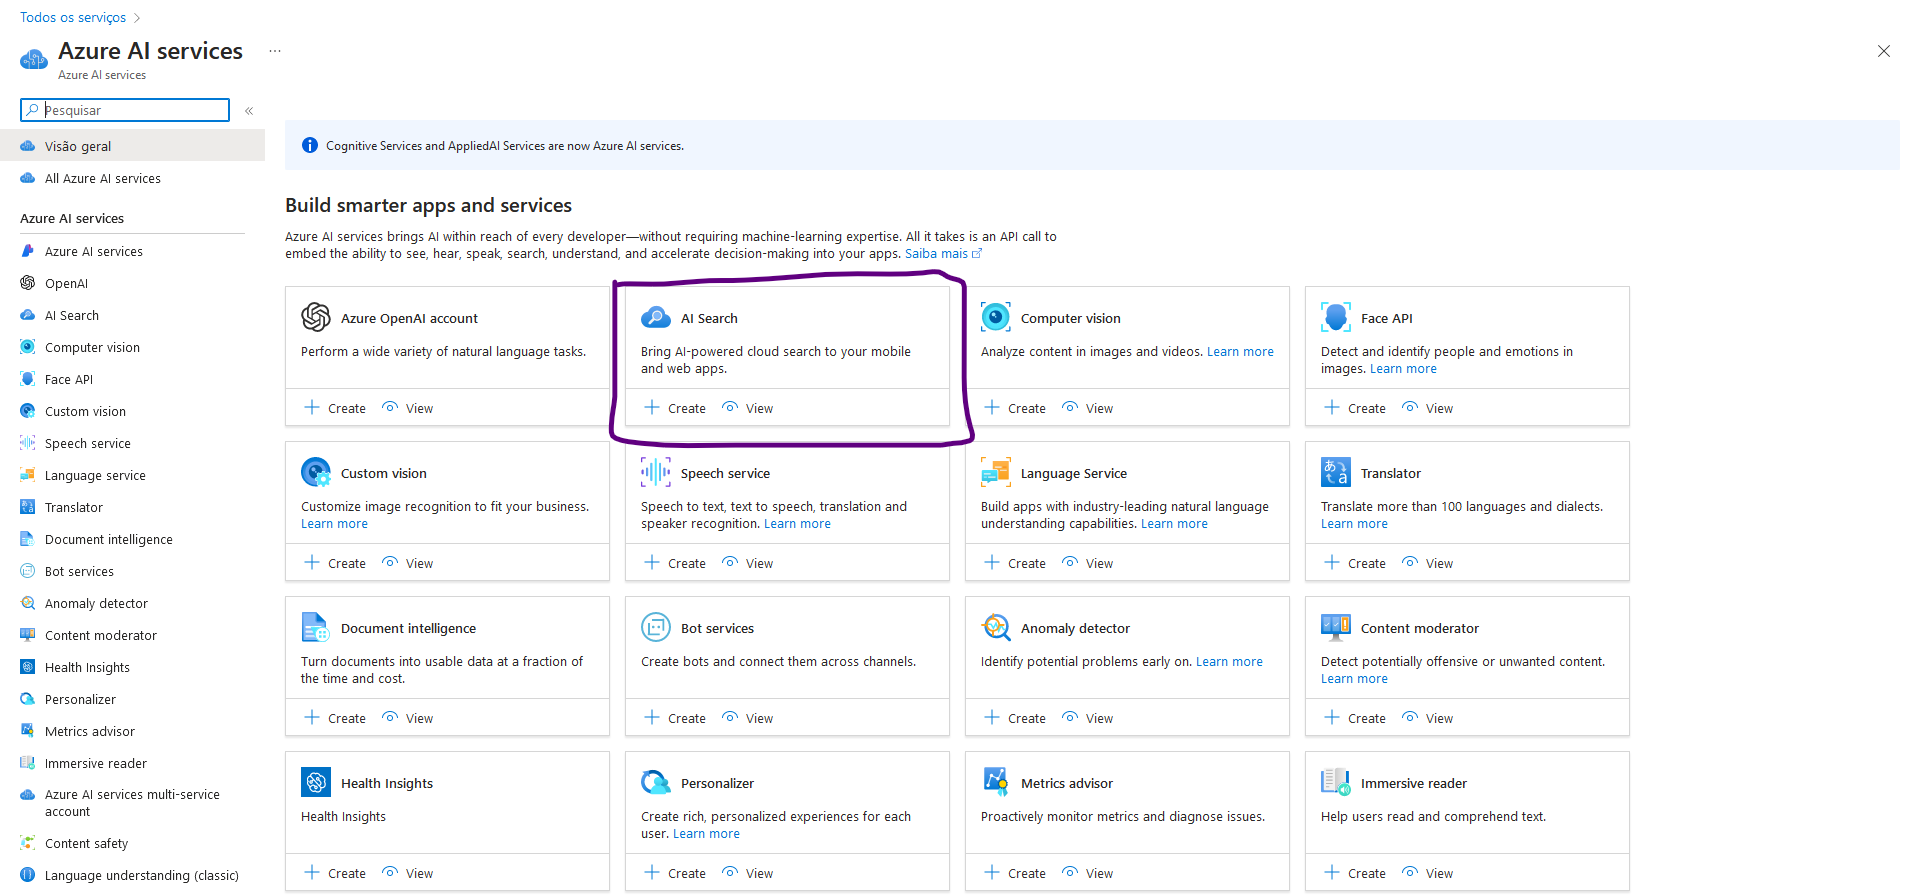 Todos os serviços
Azure AI services
...
Azure AI services
Pesquisar
«
Visão geral
All Azure AI services
Azure AI services
Azure AI services
OpenAI
AI Search
Computer vision
Face API
Custom vision
Speech service
Language service
Translator
Document intelligence
Bot services
Anomaly detector
Content moderator
Health Insights
Personalizer
Metrics advisor
Immersive reader
Azure AI services multi-service
account
Content safety
Language understanding (classic)
Cognitive Services and AppliedAI Services are now Azure AI services.
Build smarter apps and services
Azure AI services brings AI within reach of every developer—without requiring machine-learning expertise. All it takes is an API call to
embed the ability to see, hear, speak, search, understand, and accelerate decision-making into your apps. Saiba mais
Azure OpenAI account
Perform a wide variety of natural language tasks.
Create View
AI Search
Bring AI-powered cloud search to your mobile
and web apps.
Create View
Computer vision
Analyze content in images and videos. Learn more
Create View
Face API
Detect and identify people and emotions in
images. Learn more
Create View
Custom vision
Customize image recognition to fit your business.
Learn more
Create View
Speech service
Speech to text, text to speech, translation and
speaker recognition. Learn more
Create View
Language Service
Build apps with industry-leading natural language
understanding capabilities. Learn more
Create View
Translator
Translate more than 100 languages and dialects.
Learn more
Create View
Document intelligence
Turn documents into usable data at a fraction of
the time and cost.
Create View
Bot services
Create bots and connect them across channels.
Create View
Anomaly detector
Identify potential problems early on. Learn more
Create View
Content moderator
Detect potentially offensive or unwanted content.
Learn more
Create View
Health Insights
Health Insights
Create View
Personalizer
Create rich, personalized experiences for each
user. Learn more
Create View
Metrics advisor
Proactively monitor metrics and diagnose issues.
Create View
Immersive reader
Help users read and comprehend text.
Create View